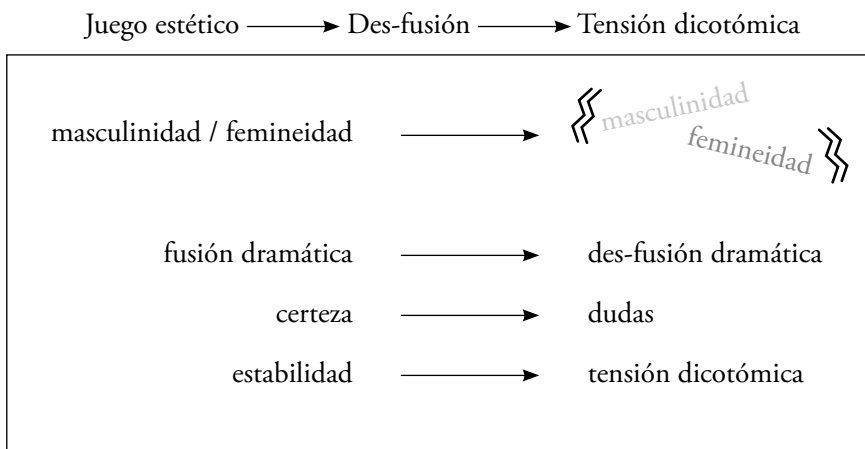 Juego estético Des-fusión Tensión dicotómica
masculinidad / femineidad masculinidad
femineidad
fusión dramática des-fusión dramática
certeza dudas
estabilidad tensión dicotómica